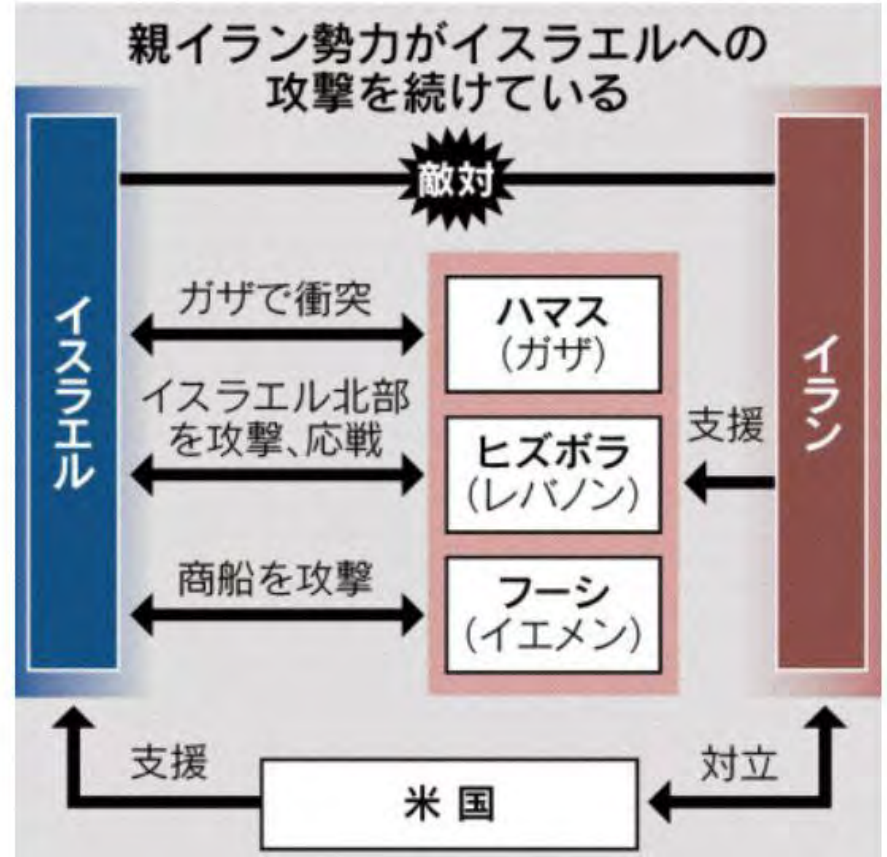 親イラン勢力がイスラエルへの
攻撃を続けている
敵対
イスラエル
イラン
ガザで衝突
ハマス
(ガザ)
イスラエル北部
を攻撃、応戦
ヒズボラ
(レバノン)
支援
商船を攻撃
フーシ
(イエメン)
支援
米国
対立